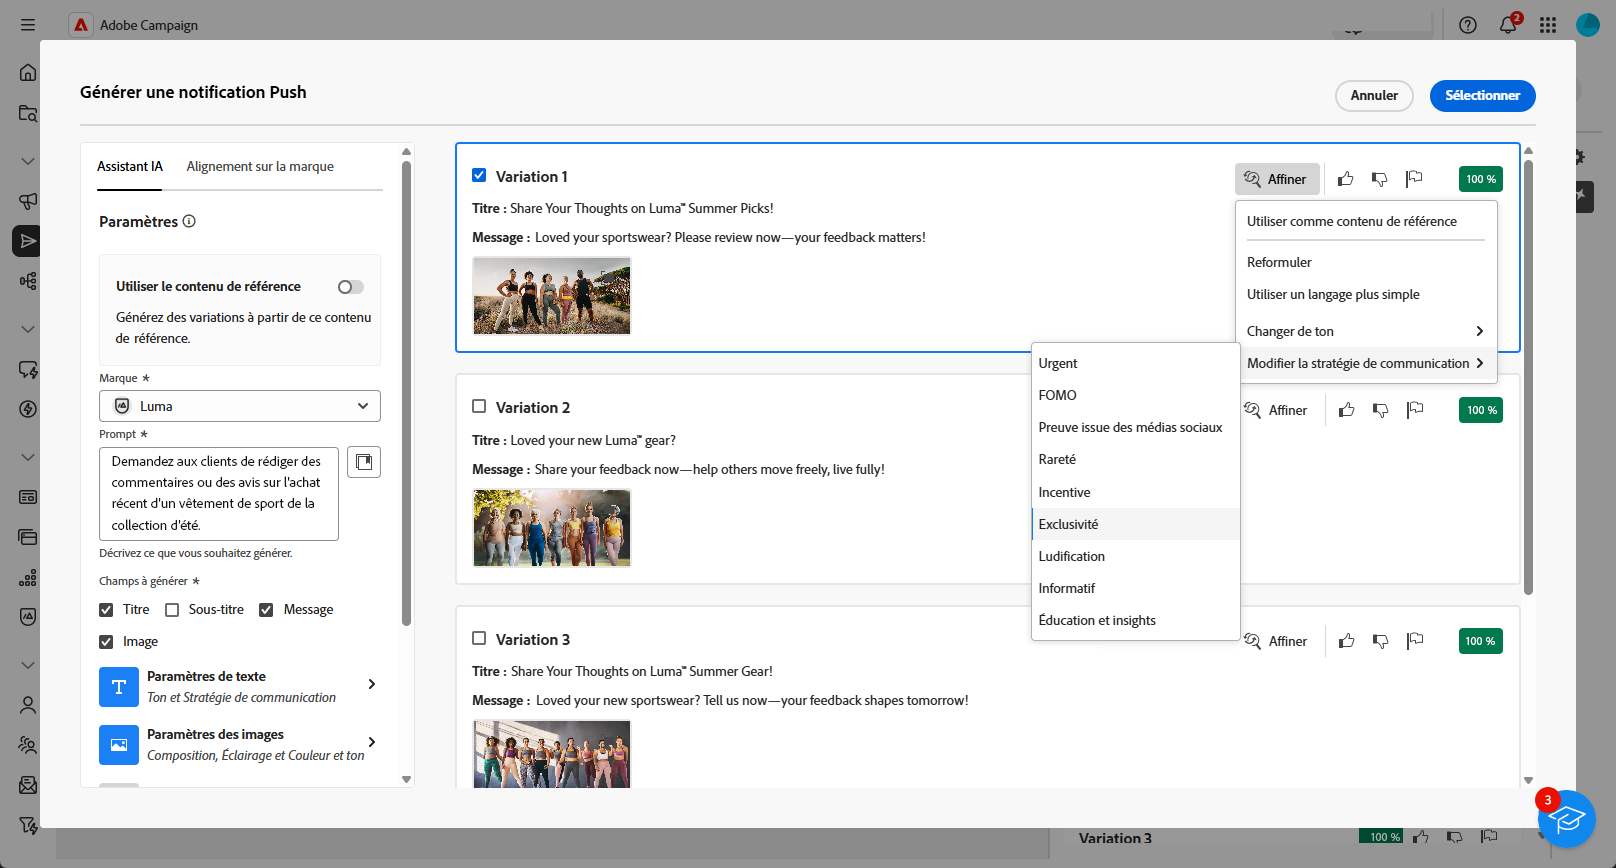 Adobe Campaign
2
Générer une notification Push
Annuler
Sélectionner
Assistant IA
Alignement sur la marque
Paramètres
Utiliser le contenu de référence
Générez des variations à partir de ce contenu
de référence.
Marque *
Luma
Prompt *
Demandez aux clients de rédiger des
commentaires ou des avis sur l'achat
récent d'un vêtement de sport de la
collection d'été.
Décrivez ce que vous souhaitez générer.
Champs à générer *
Titre
Sous-titre
Message
Image
Paramètres de texte
Ton et Stratégie de communication
Paramètres des images
Composition, Éclairage et Couleur et ton
Variation 1
Affiner
100 %
Titre : Share Your Thoughts on Luma™ Summer Picks!
Message : Loved your sportswear? Please review now—your feedback matters!
Utiliser comme contenu de référence
Reformuler
Utiliser un langage plus simple
Changer de ton
Modifier la stratégie de communication
Urgent
FOMO
Preuve issue des médias sociaux
Rareté
Incentive
Exclusivité
Ludification
Informatif
Éducation et insights
Variation 2
Affiner
100 %
Titre : Loved your new Luma™ gear?
Message : Share your feedback now—help others move freely, live fully!
Variation 3
Affiner
100 %
Titre : Share Your Thoughts on Luma™ Summer Gear!
Message : Loved your new sportswear? Tell us now—your feedback shapes tomorrow!
3
Variation 3
100 %